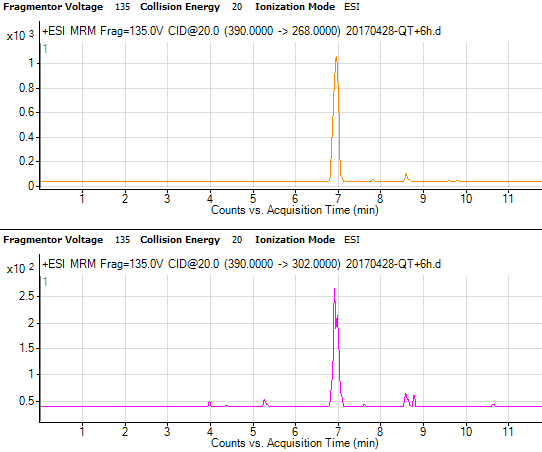 Fragmentor Voltage 135 Collision Energy 20 Ionization Mode ESI
x10 3 +ESI MRM Frag=135.0V CID@20.0 (390.0000 -> 268.0000) 20170428-QT+6h.d
1
1
0.8
0.6
0.4
0.2
0
1 2 3 4 5 6 7 8 9 10 11
Counts vs. Acquisition Time (min)
Fragmentor Voltage 135 Collision Energy 20 Ionization Mode ESI
x10 2 +ESI MRM Frag=135.0V CID@20.0 (390.0000 -> 302.0000) 20170428-QT+6h.d
1
2.5
2
1.5
1
0.5
1 2 3 4 5 6 7 8 9 10 11
Counts vs. Acquisition Time (min)